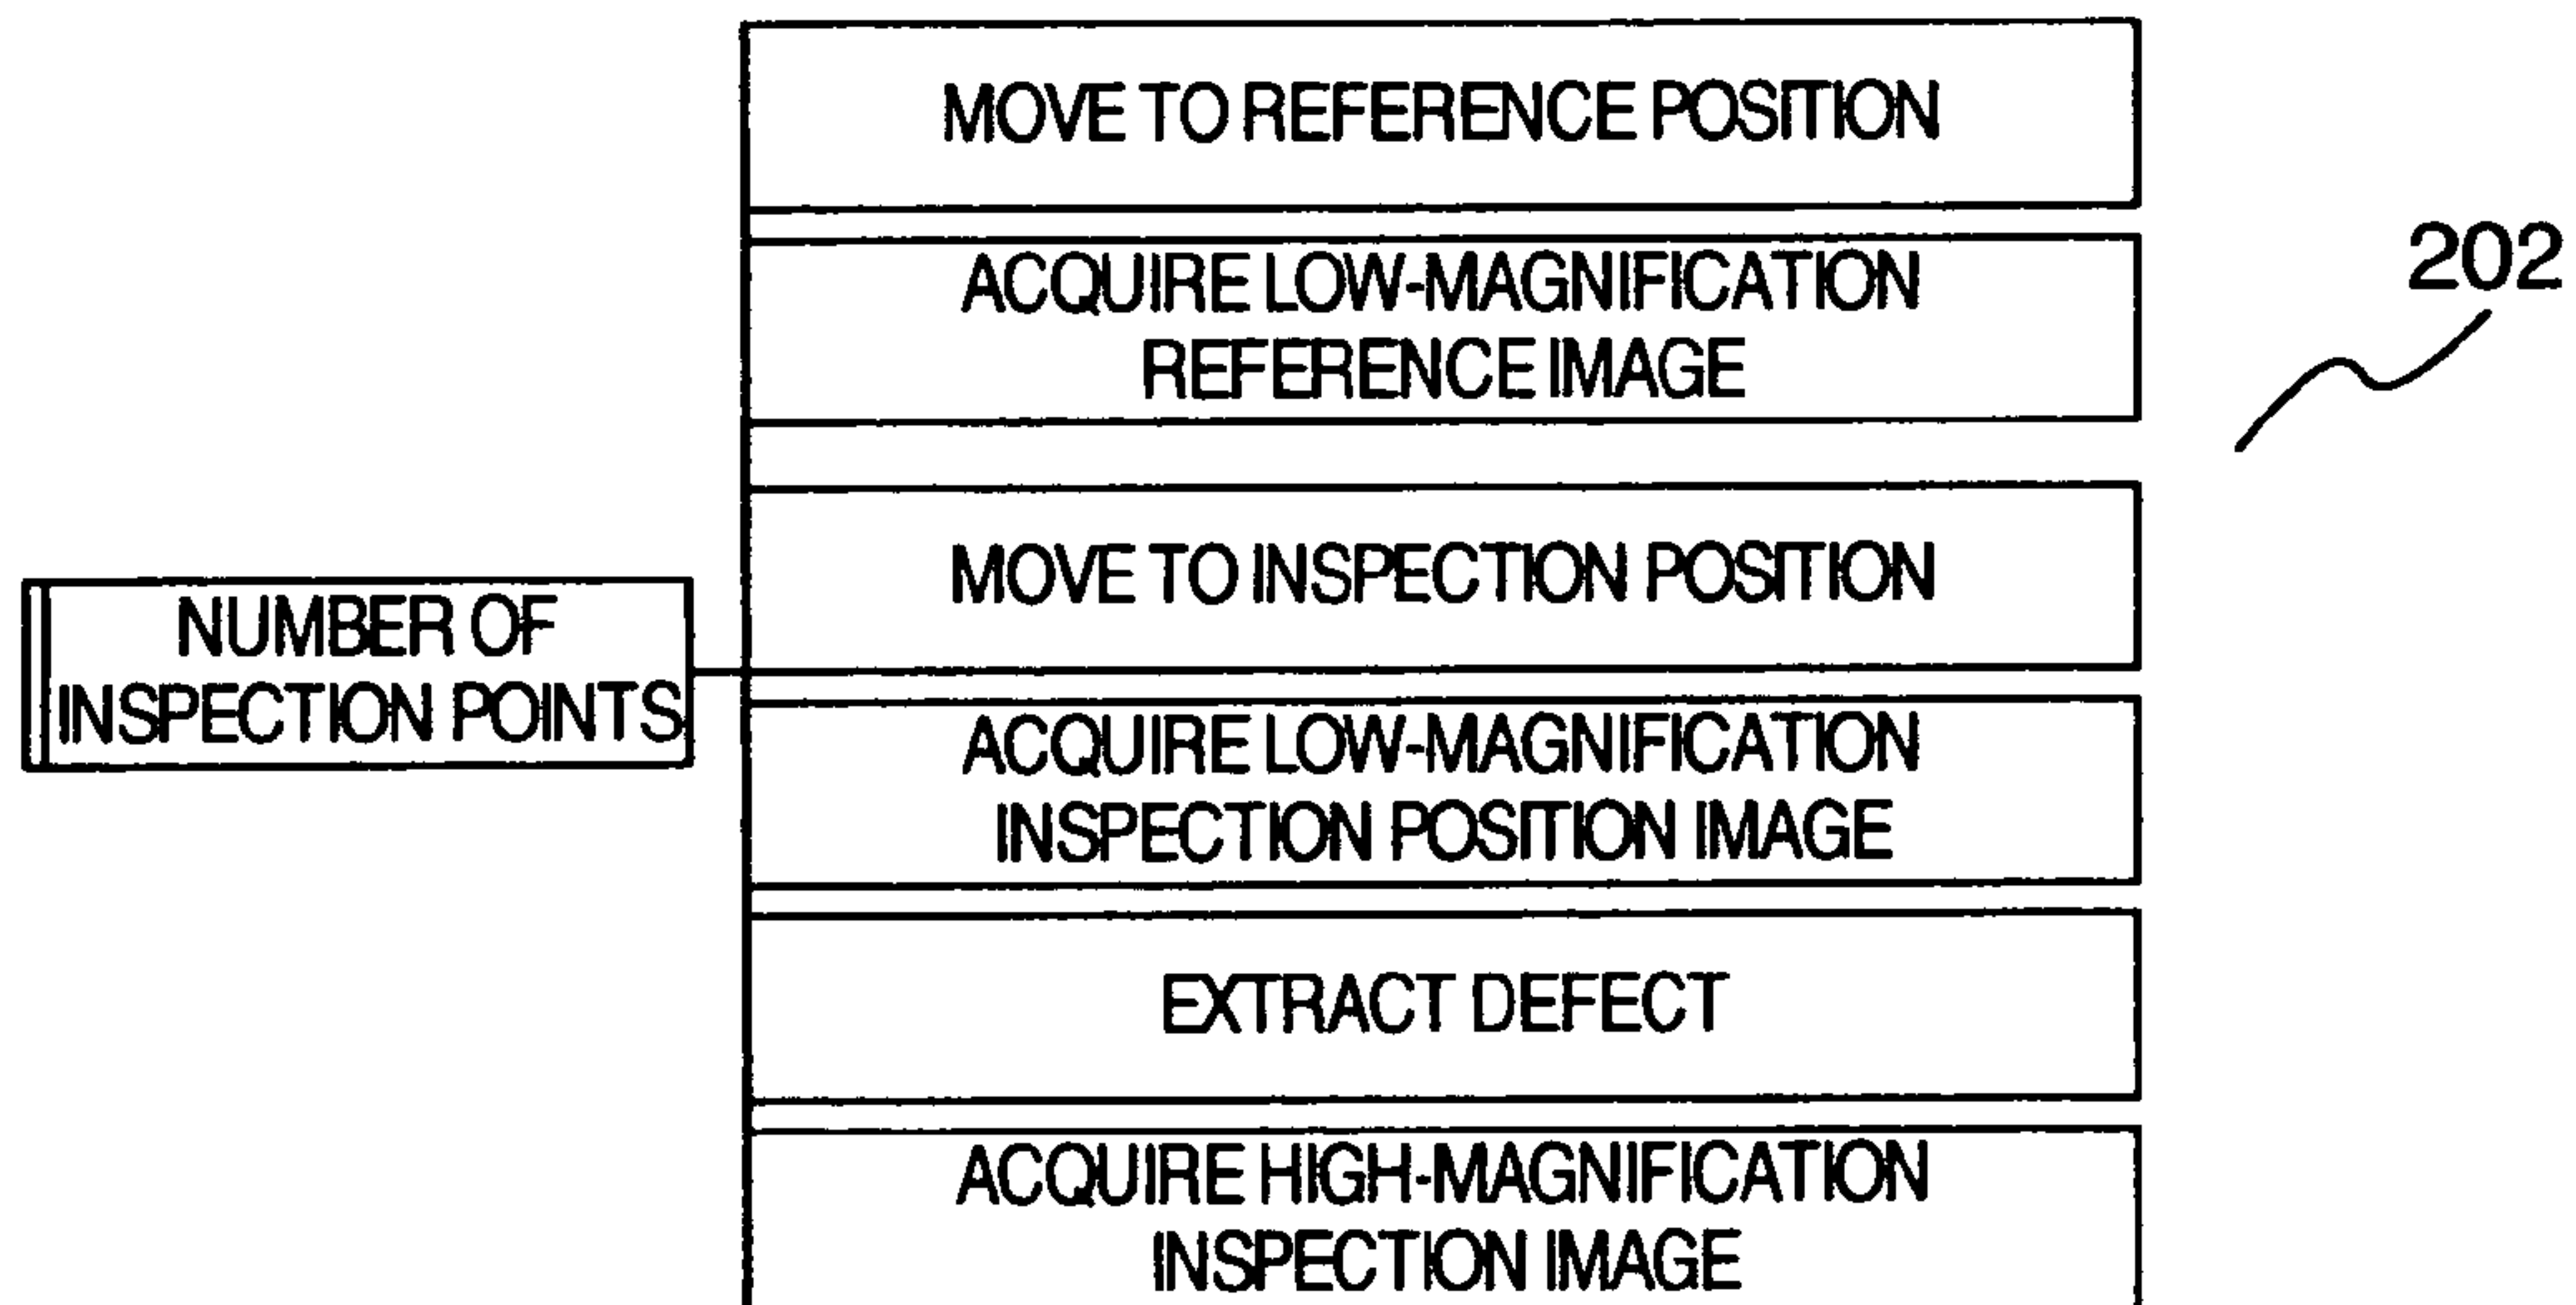 MOVE TO REFERENCE POSITION
ACQUIRE LOW-MAGNIFICATION
REFERENCE IMAGE
202
MOVE TO INSPECTION POSITION
NUMBER OF
INSPECTION POINTS
ACQUIRE LOW-MAGNIFICATION
INSPECTION POSITION IMAGE
EXTRACT DEFECT
ACQUIRE HIGH-MAGNIFICATION
INSPECTION IMAGE